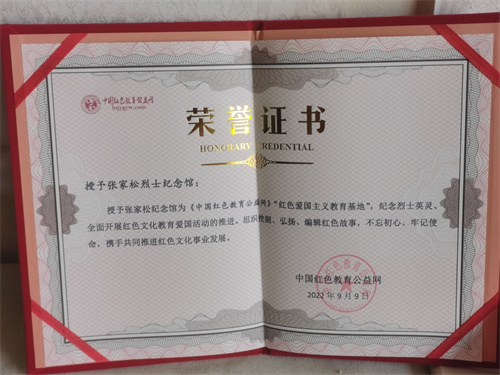 中国红色教育公益网
hsjygyw.com
荣誉证书
HONORARY CREDENTIAL
授予张家松烈士纪念馆：
授予张家松纪念馆为《中国红色教育公益网》“红色爱国主义教育基地”，纪念烈士英灵、
全面开展红色文化教育爱国活动的推进。组织挖掘、弘扬、编辑红色故事，不忘初心、牢记使
命，携手共同推进红色文化事业发展。
中国红色教育公益网
2022 年 9 月 9 日